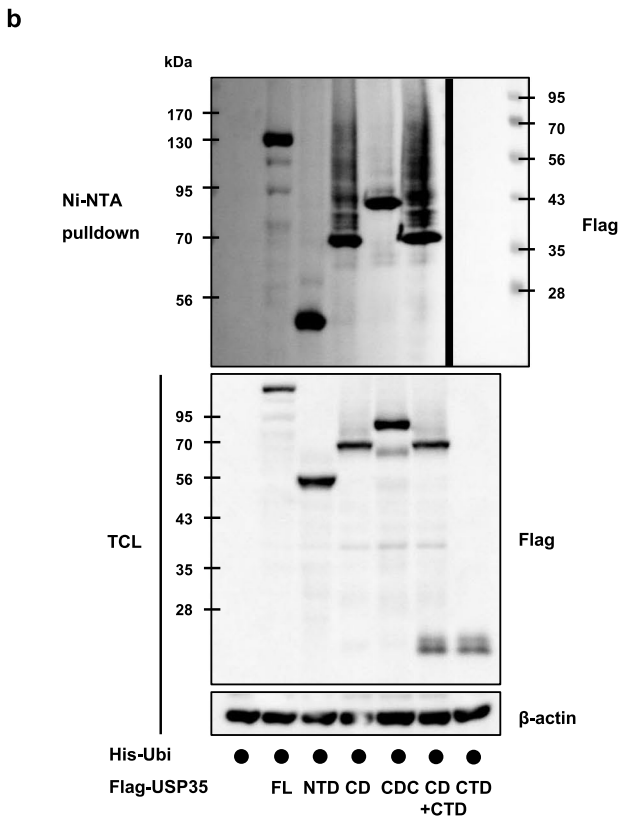 b
kDa
170
130
95
70
56
Ni-NTA
pulldown
95
70
56
43
35
28
Flag
TCL
95
70
56
43
35
28
Flag
β-actin
His-Ubi
Flag-USP35 FL NTD CD CDC CD CTD
+CTD